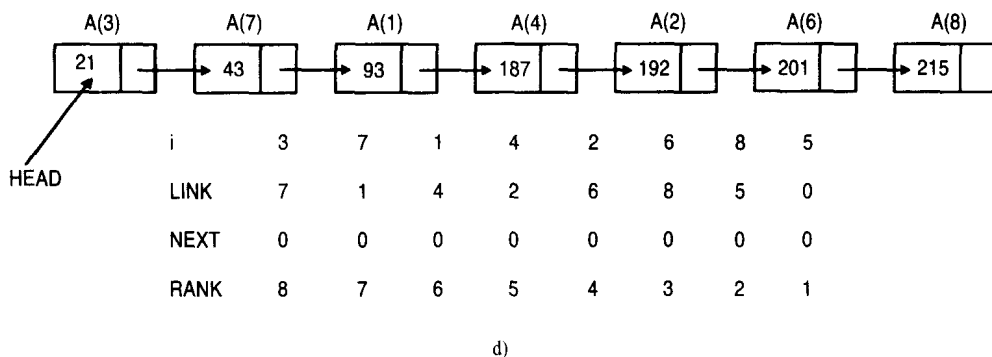 A(3) A(7) A(1) A(4) A(2) A(6) A(8)
21 43 93 187 192 201 215
i 3 7 1 4 2 6 8 5
HEAD
LINK 7 1 4 2 6 8 5 0
NEXT 0 0 0 0 0 0 0 0
RANK 8 7 6 5 4 3 2 1
d)